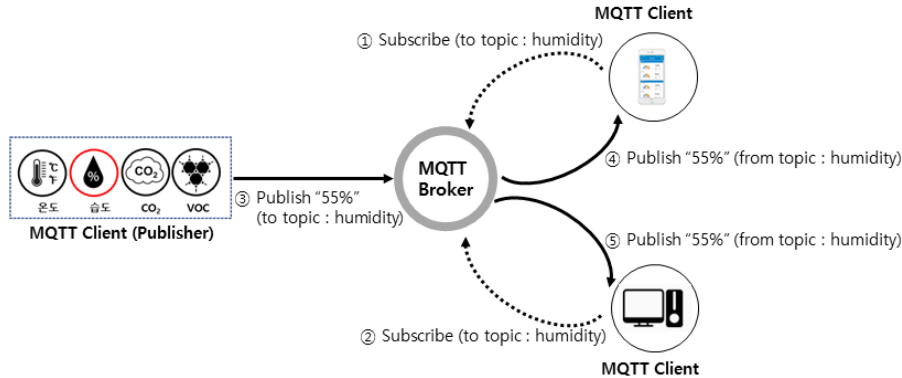 MQTT Client
① Subscribe (to topic : humidity)
MQTT
Broker
④ Publish “55%” (from topic : humidity)
℃
℉
%
CO₂
온도
습도
CO₂
VOC
MQTT Client (Publisher)
③ Publish “55%”
(to topic : humidity)
⑤ Publish “55%” (from topic : humidity)
② Subscribe (to topic : humidity)
MQTT Client